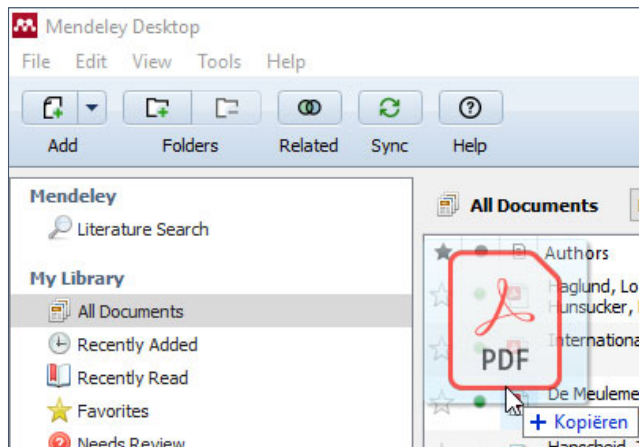 Mendeley Desktop
File Edit View Tools Help
Add Folders Related Sync Help
Mendeley
Literature Search
My Library
All Documents
Recently Added
Recently Read
Favorites
Needs Review
All Documents
Authors
Haglund, Lo
Hunsucker,
Internationa
PDF
De Meuleme
+ Kopiëren